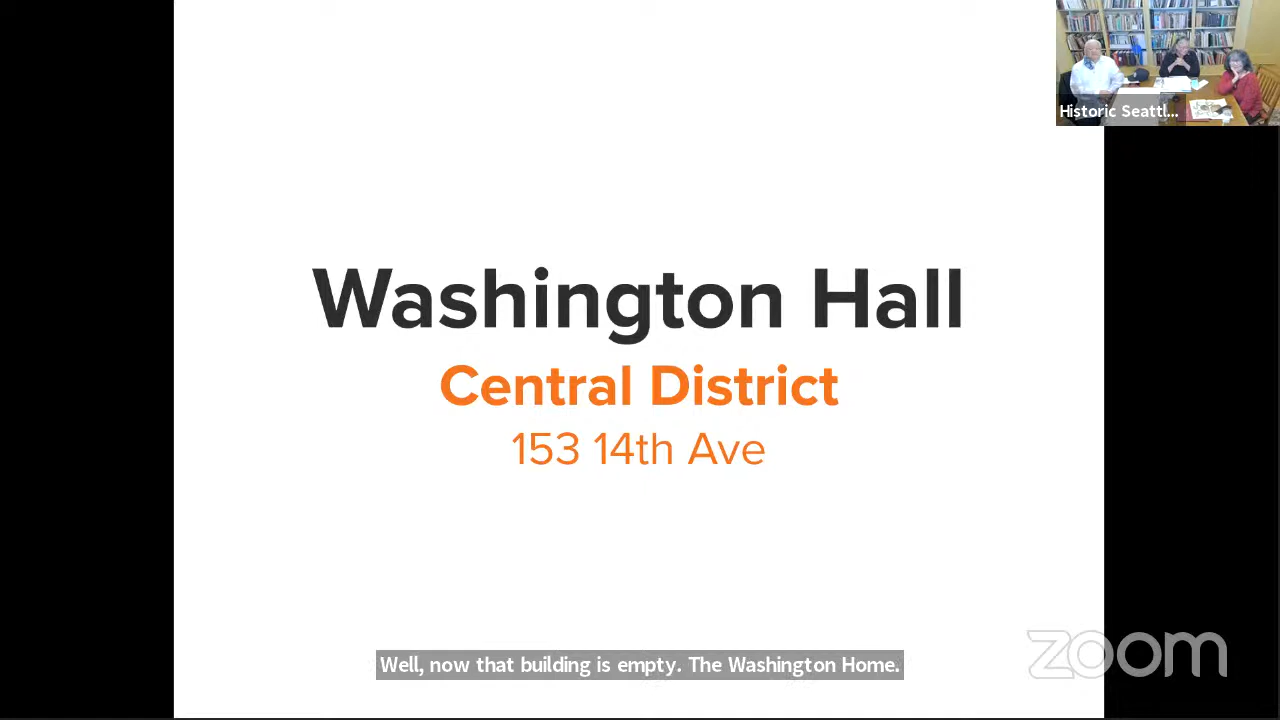 Historic Seattl...
Washington Hall
Central District
153 14th Ave
Well, now that building is empty. The Washington Home.
zoom